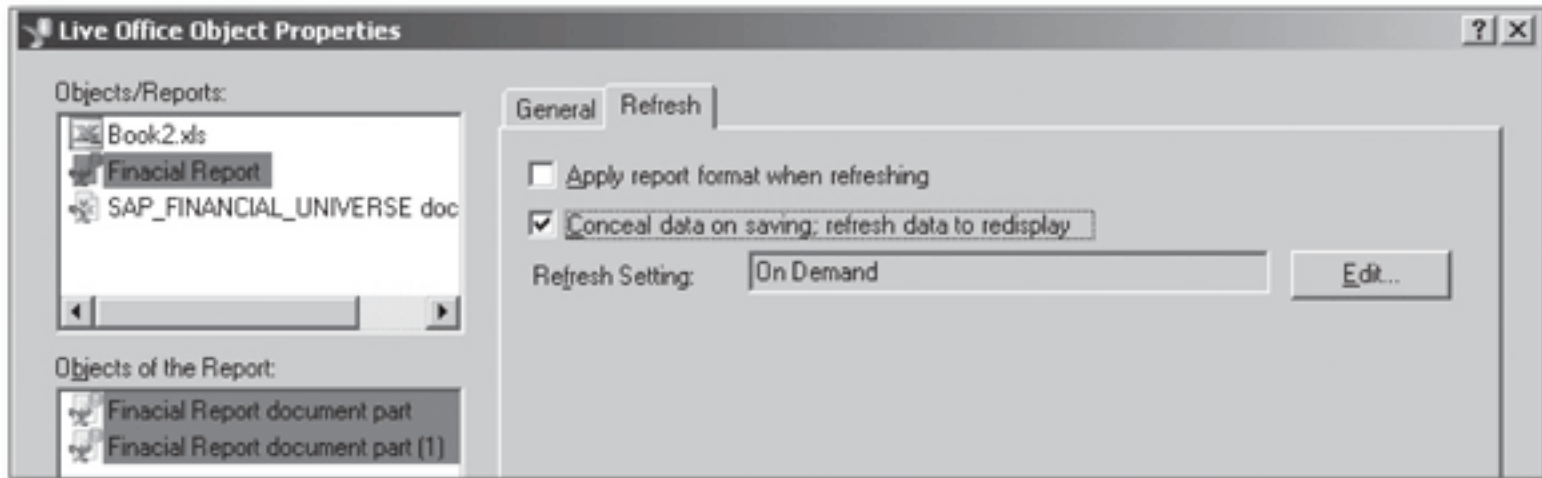 Live Office Object Properties
Objects/Reports:
Book2.xls
Finacial Report
SAP_FINANCIAL_UNIVERSE doc
Objects of the Report:
Finacial Report document part
Finacial Report document part (1)
General
Refresh
Apply report format when refreshing
Conceal data on saving; refresh data to redisplay
Refresh Setting:
On Demand
Edit...